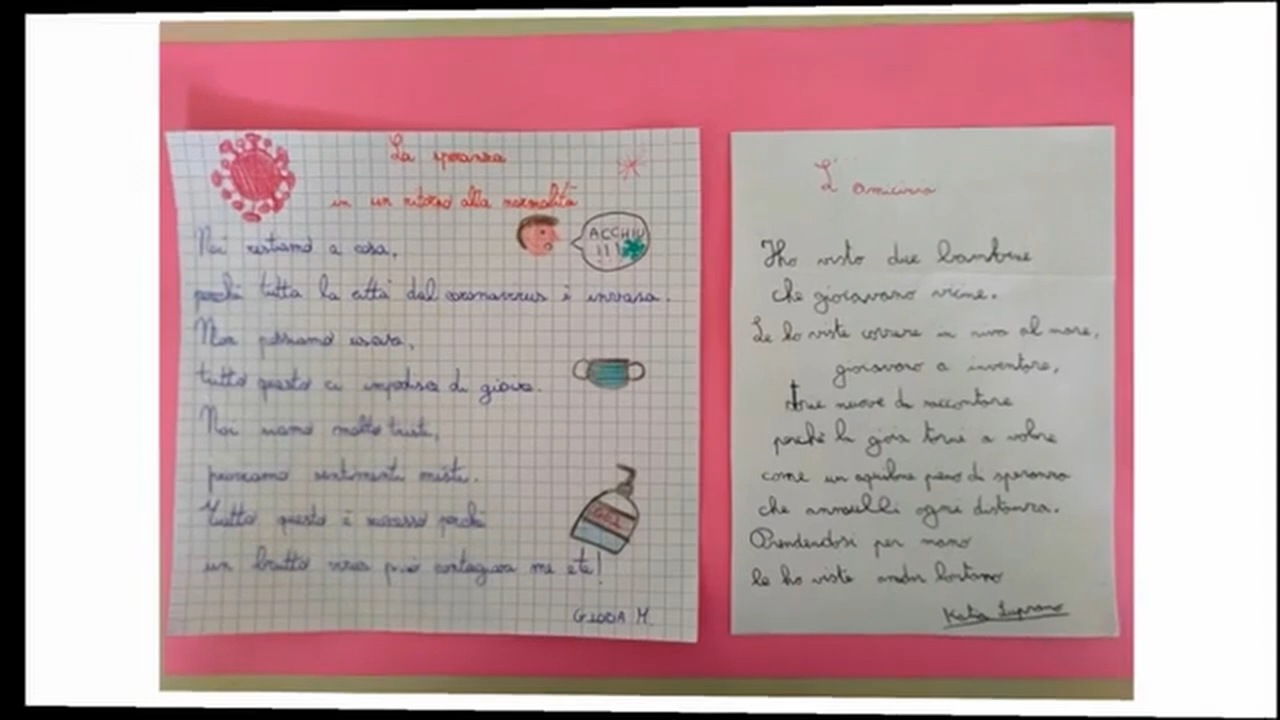 La speranza
in un ritorno alla normalità
ACCHIU
!!!
Noi restiamo a casa,
perché tutta la città dal coronavirus è invasa.
Non possiamo uscire,
tutto questo ci impedisce di gioire.
Noi siamo molto tristi,
proviamo sentimenti misti.
Tutto questo è successo perché
un brutto virus può contagiare me e te!
GEL
GIADA M.
L'amicizia
Ho visto due bambine
che giocavano vicine.
Le ho viste correre in riva al mare,
giocavano a inventare,
storie nuove da raccontare
perché la gioia torni a volare
come un aquilone pieno di speranza
che annulli ogni distanza.
Prendendosi per mano
le ho viste andar lontano
Katia